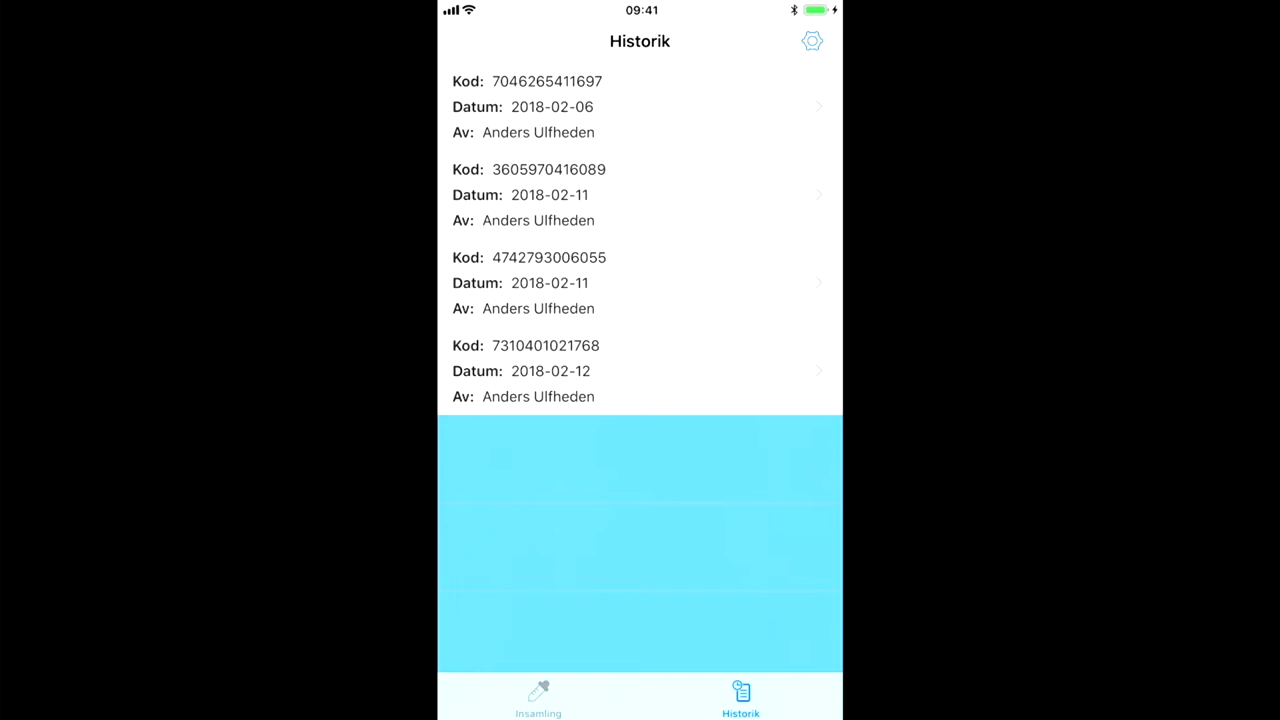 09:41
Historik
Kod: 7046265411697
Datum: 2018-02-06
Av: Anders Ulfheden
Kod: 3605970416089
Datum: 2018-02-11
Av: Anders Ulfheden
Kod: 4742793006055
Datum: 2018-02-11
Av: Anders Ulfheden
Kod: 7310401021768
Datum: 2018-02-12
Av: Anders Ulfheden
Insamling
Historik